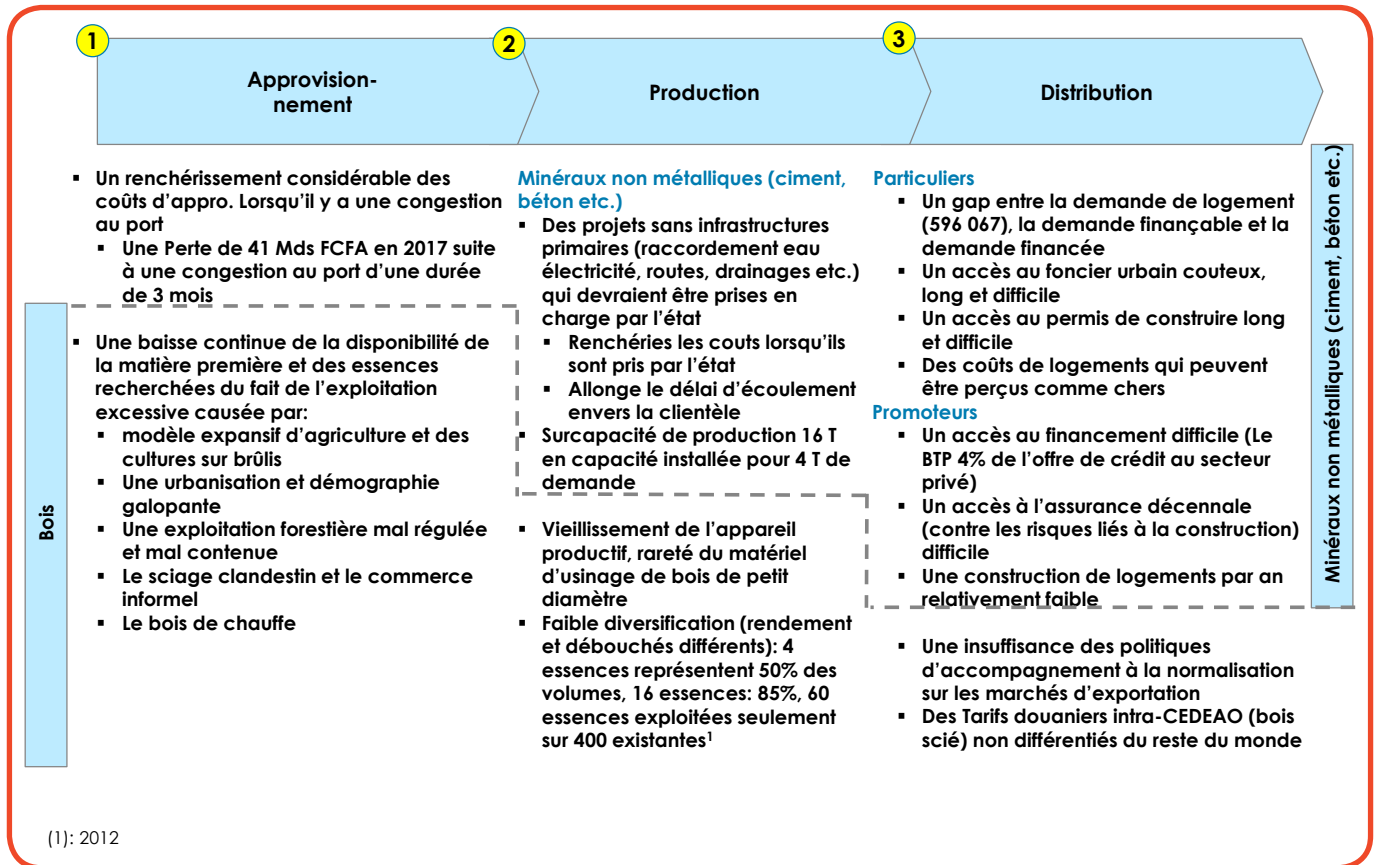 1
Approvision-
nement
2
Production
3
Distribution
▪ Un renchérissement considérable des
coûts d'appro. Lorsqu'il y a une congestion
au port
▪ Une Perte de 41 Mds FCFA en 2017 suite
à une congestion au port d'une durée
de 3 mois
Bois
▪ Une baisse continue de la disponibilité de
la matière première et des essences
recherchées du fait de l'exploitation
excessive causée par:
▪ modèle expansif d'agriculture et des
cultures sur brûlis
▪ Une urbanisation et démographie
galopante
▪ Une exploitation forestière mal régulée
et mal contenue
▪ Le sciage clandestin et le commerce
informel
▪ Le bois de chauffe
Minéraux non métalliques (ciment,
béton etc.)
▪ Des projets sans infrastructures
primaires (raccordement eau
électricité, routes, drainages etc.)
qui devraient être prises en
charge par l'état
▪ Renchéries les couts lorsqu'ils
sont pris par l'état
▪ Allonge le délai d'écoulement
envers la clientèle
▪ Surcapacité de production 16 T
en capacité installée pour 4 T de
demande
▪ Vieillissement de l'appareil
productif, rareté du matériel
d'usinage de bois de petit
diamètre
▪ Faible diversification (rendement
et débouchés différents): 4
essences représentent 50% des
volumes, 16 essences: 85%, 60
essences exploitées seulement
sur 400 existantes¹
Particuliers
▪ Un gap entre la demande de logement
(596 067), la demande finançable et la
demande financée
▪ Un accès au foncier urbain couteux,
long et difficile
▪ Un accès au permis de construire long
et difficile
▪ Des coûts de logements qui peuvent
être perçus comme chers
Promoteurs
▪ Un accès au financement difficile (Le
BTP 4% de l'offre de crédit au secteur
privé)
▪ Un accès à l'assurance décennale
(contre les risques liés à la construction)
difficile
▪ Une construction de logements par an
relativement faible
▪ Une insuffisance des politiques
d'accompagnement à la normalisation
sur les marchés d'exportation
▪ Des Tarifs douaniers intra-CEDEAO (bois
scié) non différentiés du reste du monde
Minéraux non métalliques (ciment, béton etc.)
(1): 2012